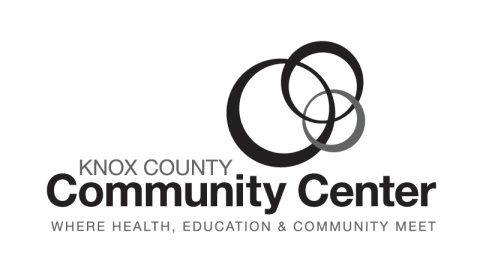 KNOX COUNTY
Community Center
WHERE HEALTH, EDUCATION & COMMUNITY MEET